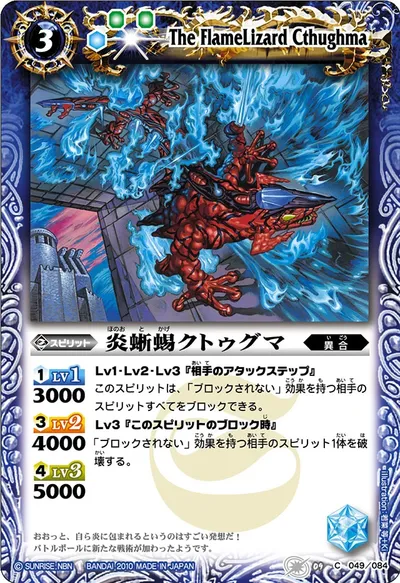 3
The FlameLizard Cthughma
スピリット
炎蜥蜴クトゥグマ
異合
1 LV1 3000
Lv1・Lv2・Lv3『相手のアタックステップ』
このスピリットは、「ブロックされない」効果を持つ相手の
スピリットすべてをブロックできる。
3 LV2 4000
Lv3『このスピリットのブロック時』
「ブロックされない」効果を持つ相手のスピリット1体を破
壊する。
4 LV3 5000
おおっと、自ら炎に包まれるというのはすごい発想だ!
バトルボールに新たな戦術が加わったようだ。
©SUNRISE.NBN BANDAI 2010 MADE IN JAPAN
09 C 049/084